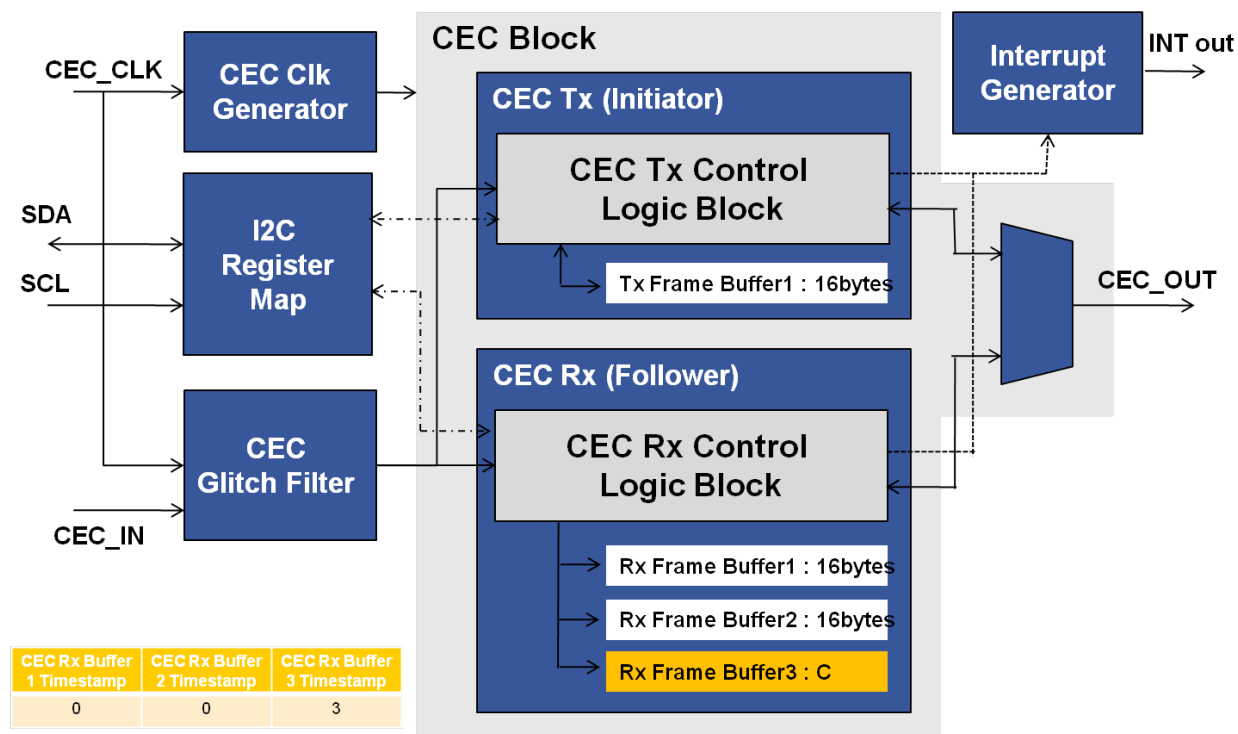 CEC Block
CEC_CLK
CEC Clk
Generator
CEC Tx (Initiator)
Interrupt
Generator
INT out
CEC Tx Control
Logic Block
SDA
SCL
I2C
Register
Map
Tx Frame Buffer1 : 16bytes
CEC_OUT
CEC Rx (Follower)
CEC Rx Control
Logic Block
CEC
Glitch Filter
CEC_IN
Rx Frame Buffer1 : 16bytes
Rx Frame Buffer2 : 16bytes
Rx Frame Buffer3 : C
CEC Rx Buffer
1 Timestamp
CEC Rx Buffer
2 Timestamp
CEC Rx Buffer
3 Timestamp
0
0
3